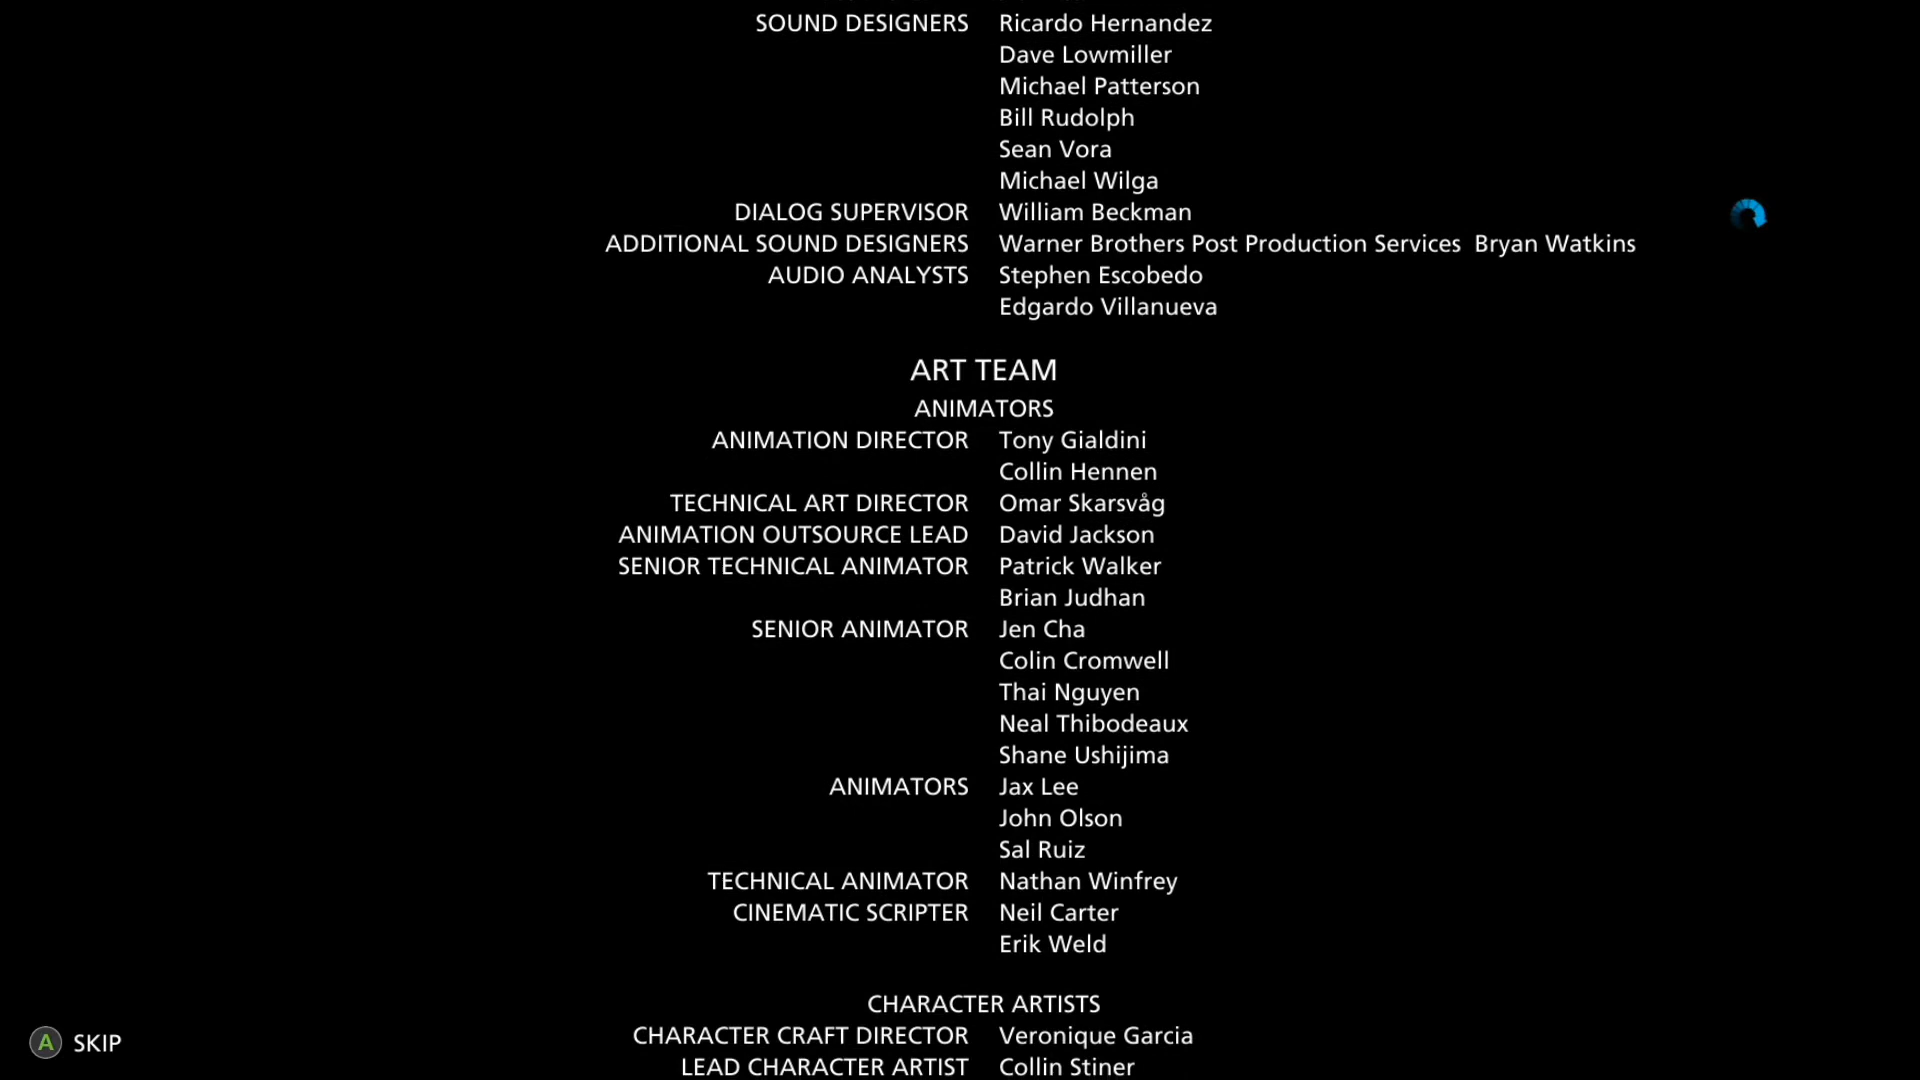 SOUND DESIGNERS Ricardo Hernandez
Dave Lowmiller
Michael Patterson
Bill Rudolph
Sean Vora
Michael Wilga
DIALOG SUPERVISOR William Beckman
ADDITIONAL SOUND DESIGNERS Warner Brothers Post Production Services Bryan Watkins
AUDIO ANALYSTS Stephen Escobedo
Edgardo Villanueva
ART TEAM
ANIMATORS
ANIMATION DIRECTOR Tony Gialdini
Collin Hennen
TECHNICAL ART DIRECTOR Omar Skarsvåg
ANIMATION OUTSOURCE LEAD David Jackson
SENIOR TECHNICAL ANIMATOR Patrick Walker
Brian Judhan
SENIOR ANIMATOR Jen Cha
Colin Cromwell
Thai Nguyen
Neal Thibodeaux
Shane Ushijima
ANIMATORS Jax Lee
John Olson
Sal Ruiz
TECHNICAL ANIMATOR Nathan Winfrey
CINEMATIC SCRIPTER Neil Carter
Erik Weld
CHARACTER ARTISTS
CHARACTER CRAFT DIRECTOR Veronique Garcia
LEAD CHARACTER ARTIST Collin Stiner
A SKIP